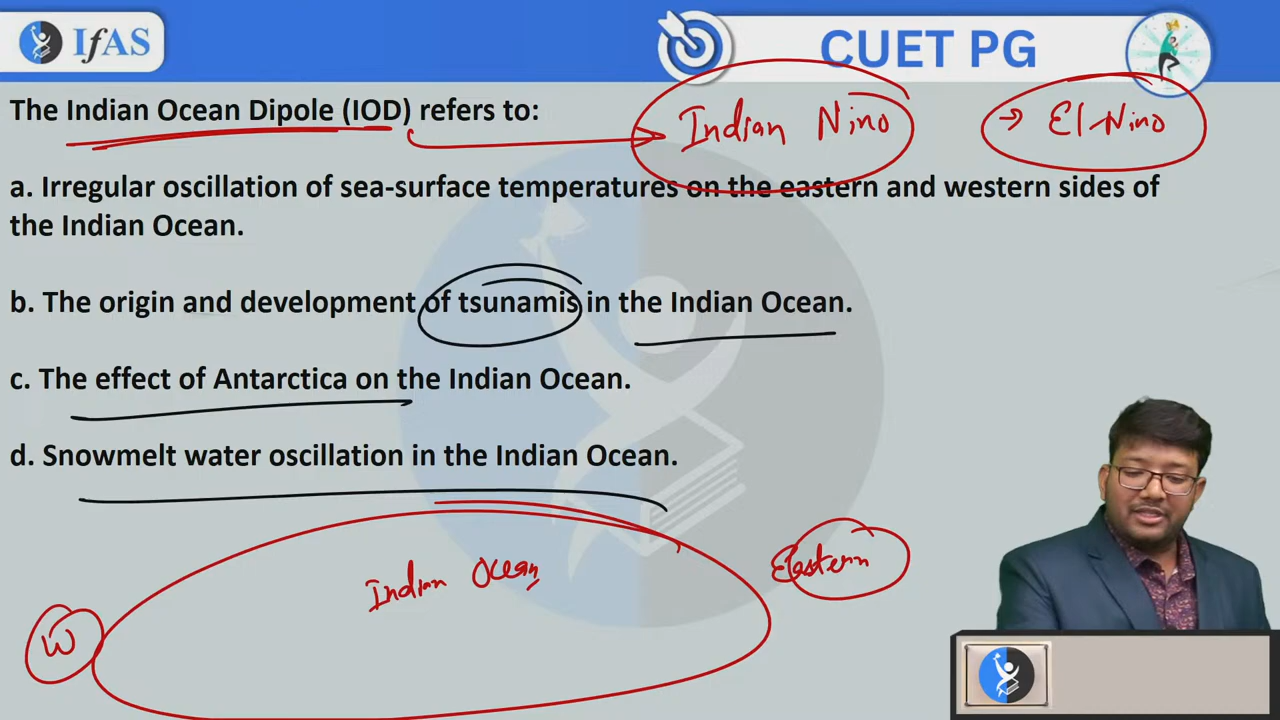 IfAS
CUET PG
The Indian Ocean Dipole (IOD) refers to:
Indian Nino
→ El-Nino
a. Irregular oscillation of sea-surface temperatures on the eastern and western sides of
the Indian Ocean.
b. The origin and development of tsunamis in the Indian Ocean.
c. The effect of Antarctica on the Indian Ocean.
d. Snowmelt water oscillation in the Indian Ocean.
Indian Ocean
Eastern
W